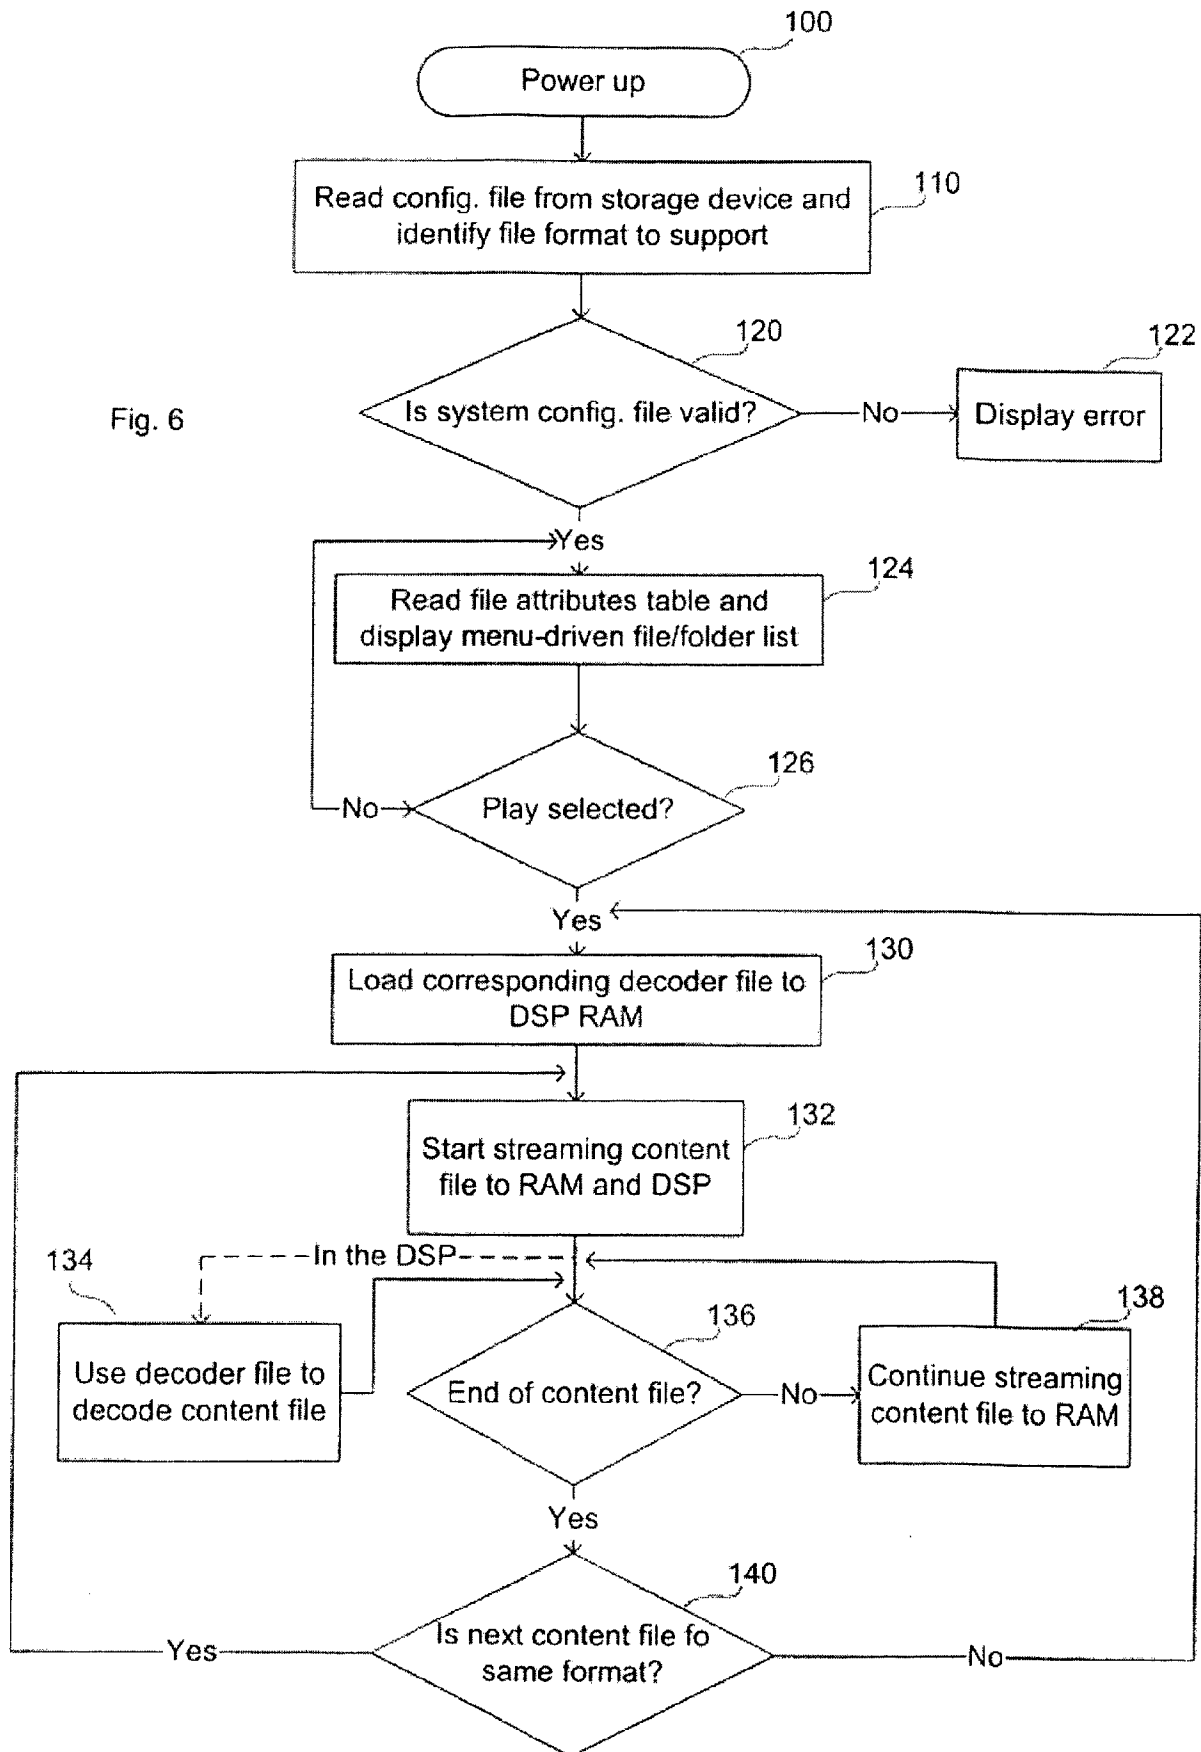 100
Power up
110
Read config. file from storage device and
identify file format to support
120
122
Fig. 6
Is system config. file valid?
No
Display error
Yes
124
Read file attributes table and
display menu-driven file/folder list
126
No
Play selected?
Yes
130
Load corresponding decoder file to
DSP RAM
132
Start streaming content
file to RAM and DSP
134
In the DSP
136
138
Use decoder file to
decode content file
End of content file?
No
Continue streaming
content file to RAM
Yes
140
Yes
Is next content file fo
same format?
No